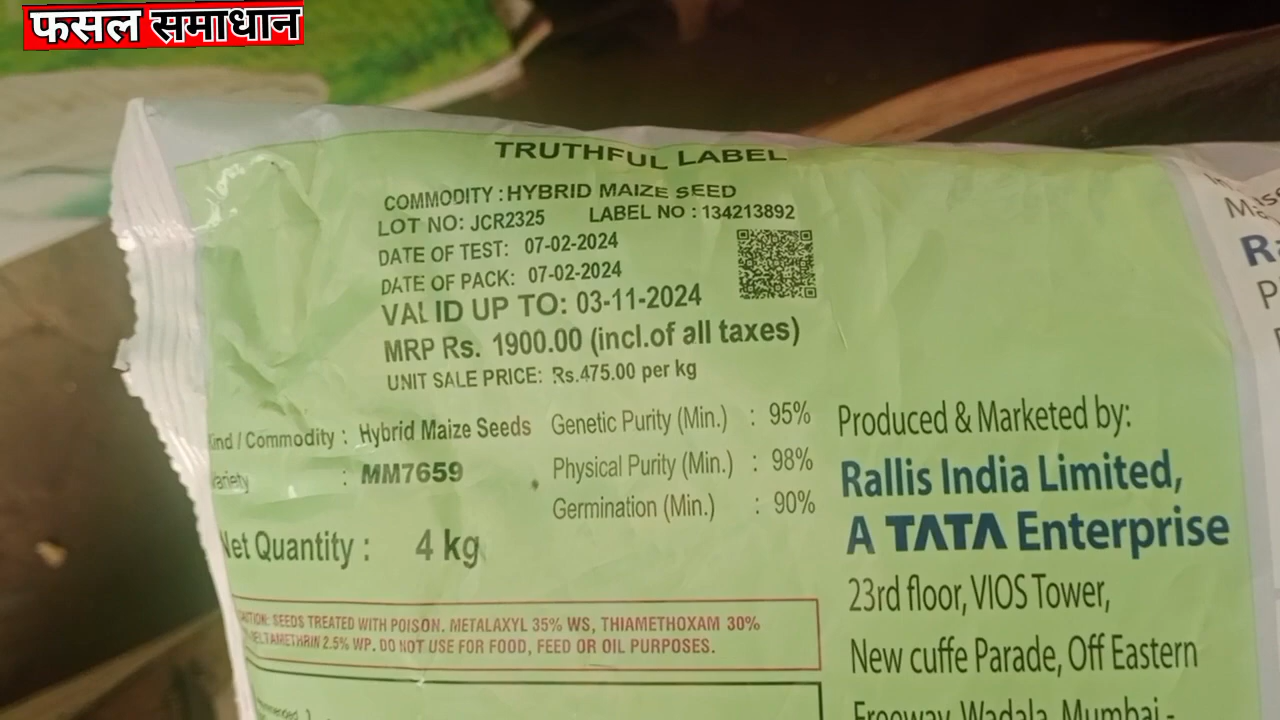 फसल समाधान
TRUTHFUL LABEL
COMMODITY : HYBRID MAIZE SEED
LOT NO: JCR2325 LABEL NO : 134213892
DATE OF TEST: 07-02-2024
DATE OF PACK: 07-02-2024
VALID UP TO: 03-11-2024
MRP Rs. 1900.00 (incl.of all taxes)
UNIT SALE PRICE: Rs.475.00 per kg
Kind / Commodity : Hybrid Maize Seeds
Variety : MM7659
Net Quantity : 4 kg
Genetic Purity (Min.) : 95%
Physical Purity (Min.) : 98%
Germination (Min.) : 90%
CAUTION: SEEDS TREATED WITH POISON. METALAXYL 35% WS, THIAMETHOXAM 30%
DELTAMETHRIN 2.5% WP. DO NOT USE FOR FOOD, FEED OR OIL PURPOSES.
Produced & Marketed by:
Rallis India Limited,
A TATA Enterprise
23rd floor, VIOS Tower,
New cuffe Parade, Off Eastern
Freeway, Wadala, Mumbai -